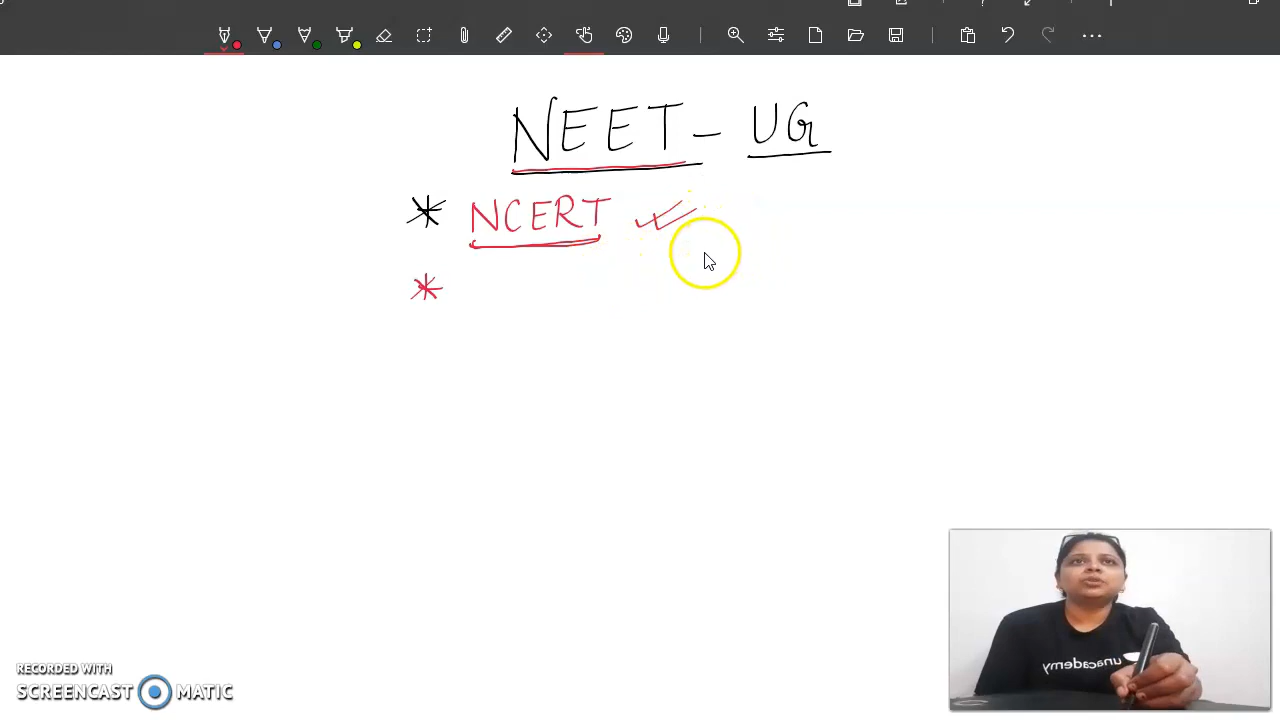 NEET - UG
* NCERT ✓✓
*
unacademy
RECORDED WITH
SCREENCAST MATIC